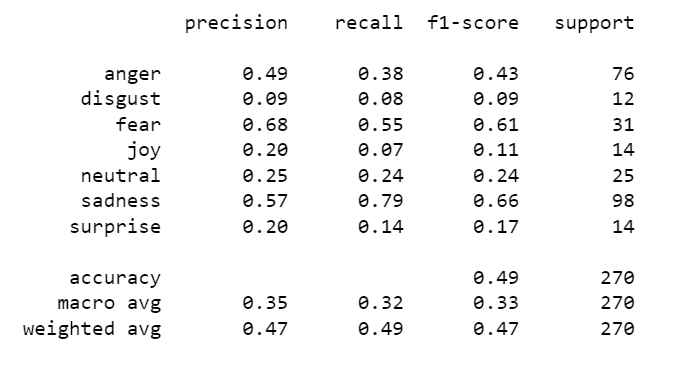 precision recall f1-score support
anger 0.49 0.38 0.43 76
disgust 0.09 0.08 0.09 12
fear 0.68 0.55 0.61 31
joy 0.20 0.07 0.11 14
neutral 0.25 0.24 0.24 25
sadness 0.57 0.79 0.66 98
surprise 0.20 0.14 0.17 14
accuracy 0.49 270
macro avg 0.35 0.32 0.33 270
weighted avg 0.47 0.49 0.47 270